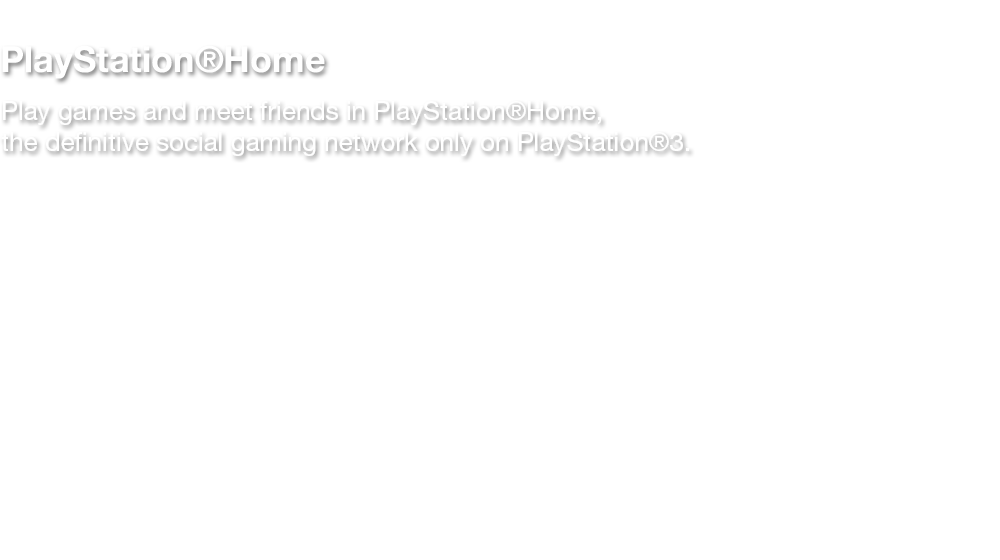 PlayStation®Home
Play games and meet friends in PlayStation®Home,
the definitive social gaming network only on PlayStation®3.